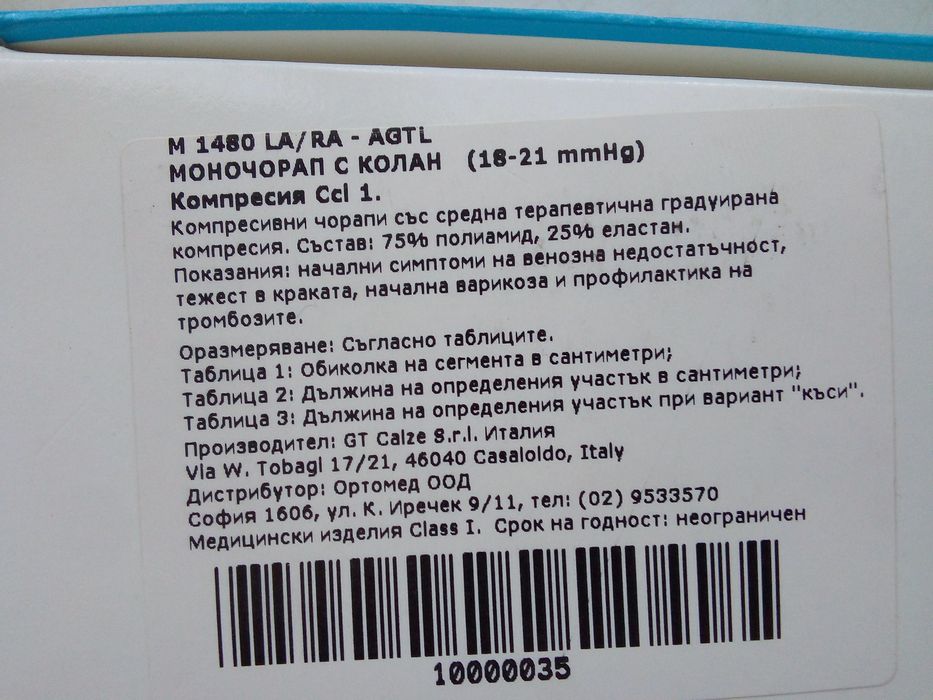 M 1480 LA/RA - AGTL
МОНОЧОРАП С КОЛАН (18-21 mmHg)
Компресия Ccl 1.
Компресивни чорапи със средна терапевтична градуирана
компресия. Състав: 75% полиамид, 25% еластан.
Показания: начални симптоми на венозна недостатъчност,
тежест в краката, начална варикоза и профилактика на
тромбозите.
Оразмеряване: Съгласно таблиците.
Таблица 1: Обиколка на сегмента в сантиметри;
Таблица 2: Дължина на определения участък в сантиметри;
Таблица 3: Дължина на определения участък при вариант "къси".
Производител: GT Calze S.r.l. Италия
Via W. Tobagi 17/21, 46040 Casaloldo, Italy
Дистрибутор: Ортомед ООД
София 1606, ул. К. Иречек 9/11, тел: (02) 9533570
Медицински изделия Class I. Срок на годност: неограничен
10000035